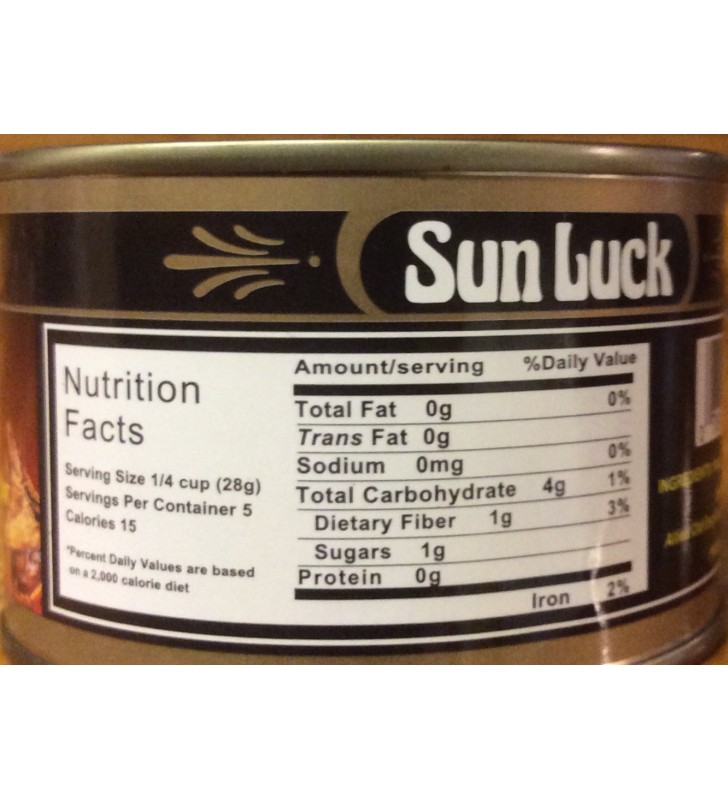 Sun Luck
Nutrition
Facts
Serving Size 1/4 cup (28g)
Servings Per Container 5
Calories 15
*Percent Daily Values are based
on a 2,000 calorie diet
Amount/serving %Daily Value
Total Fat 0g 0%
Trans Fat 0g
Sodium 0mg 0%
Total Carbohydrate 4g 1%
Dietary Fiber 1g 3%
Sugars 1g
Protein 0g
Iron 2%